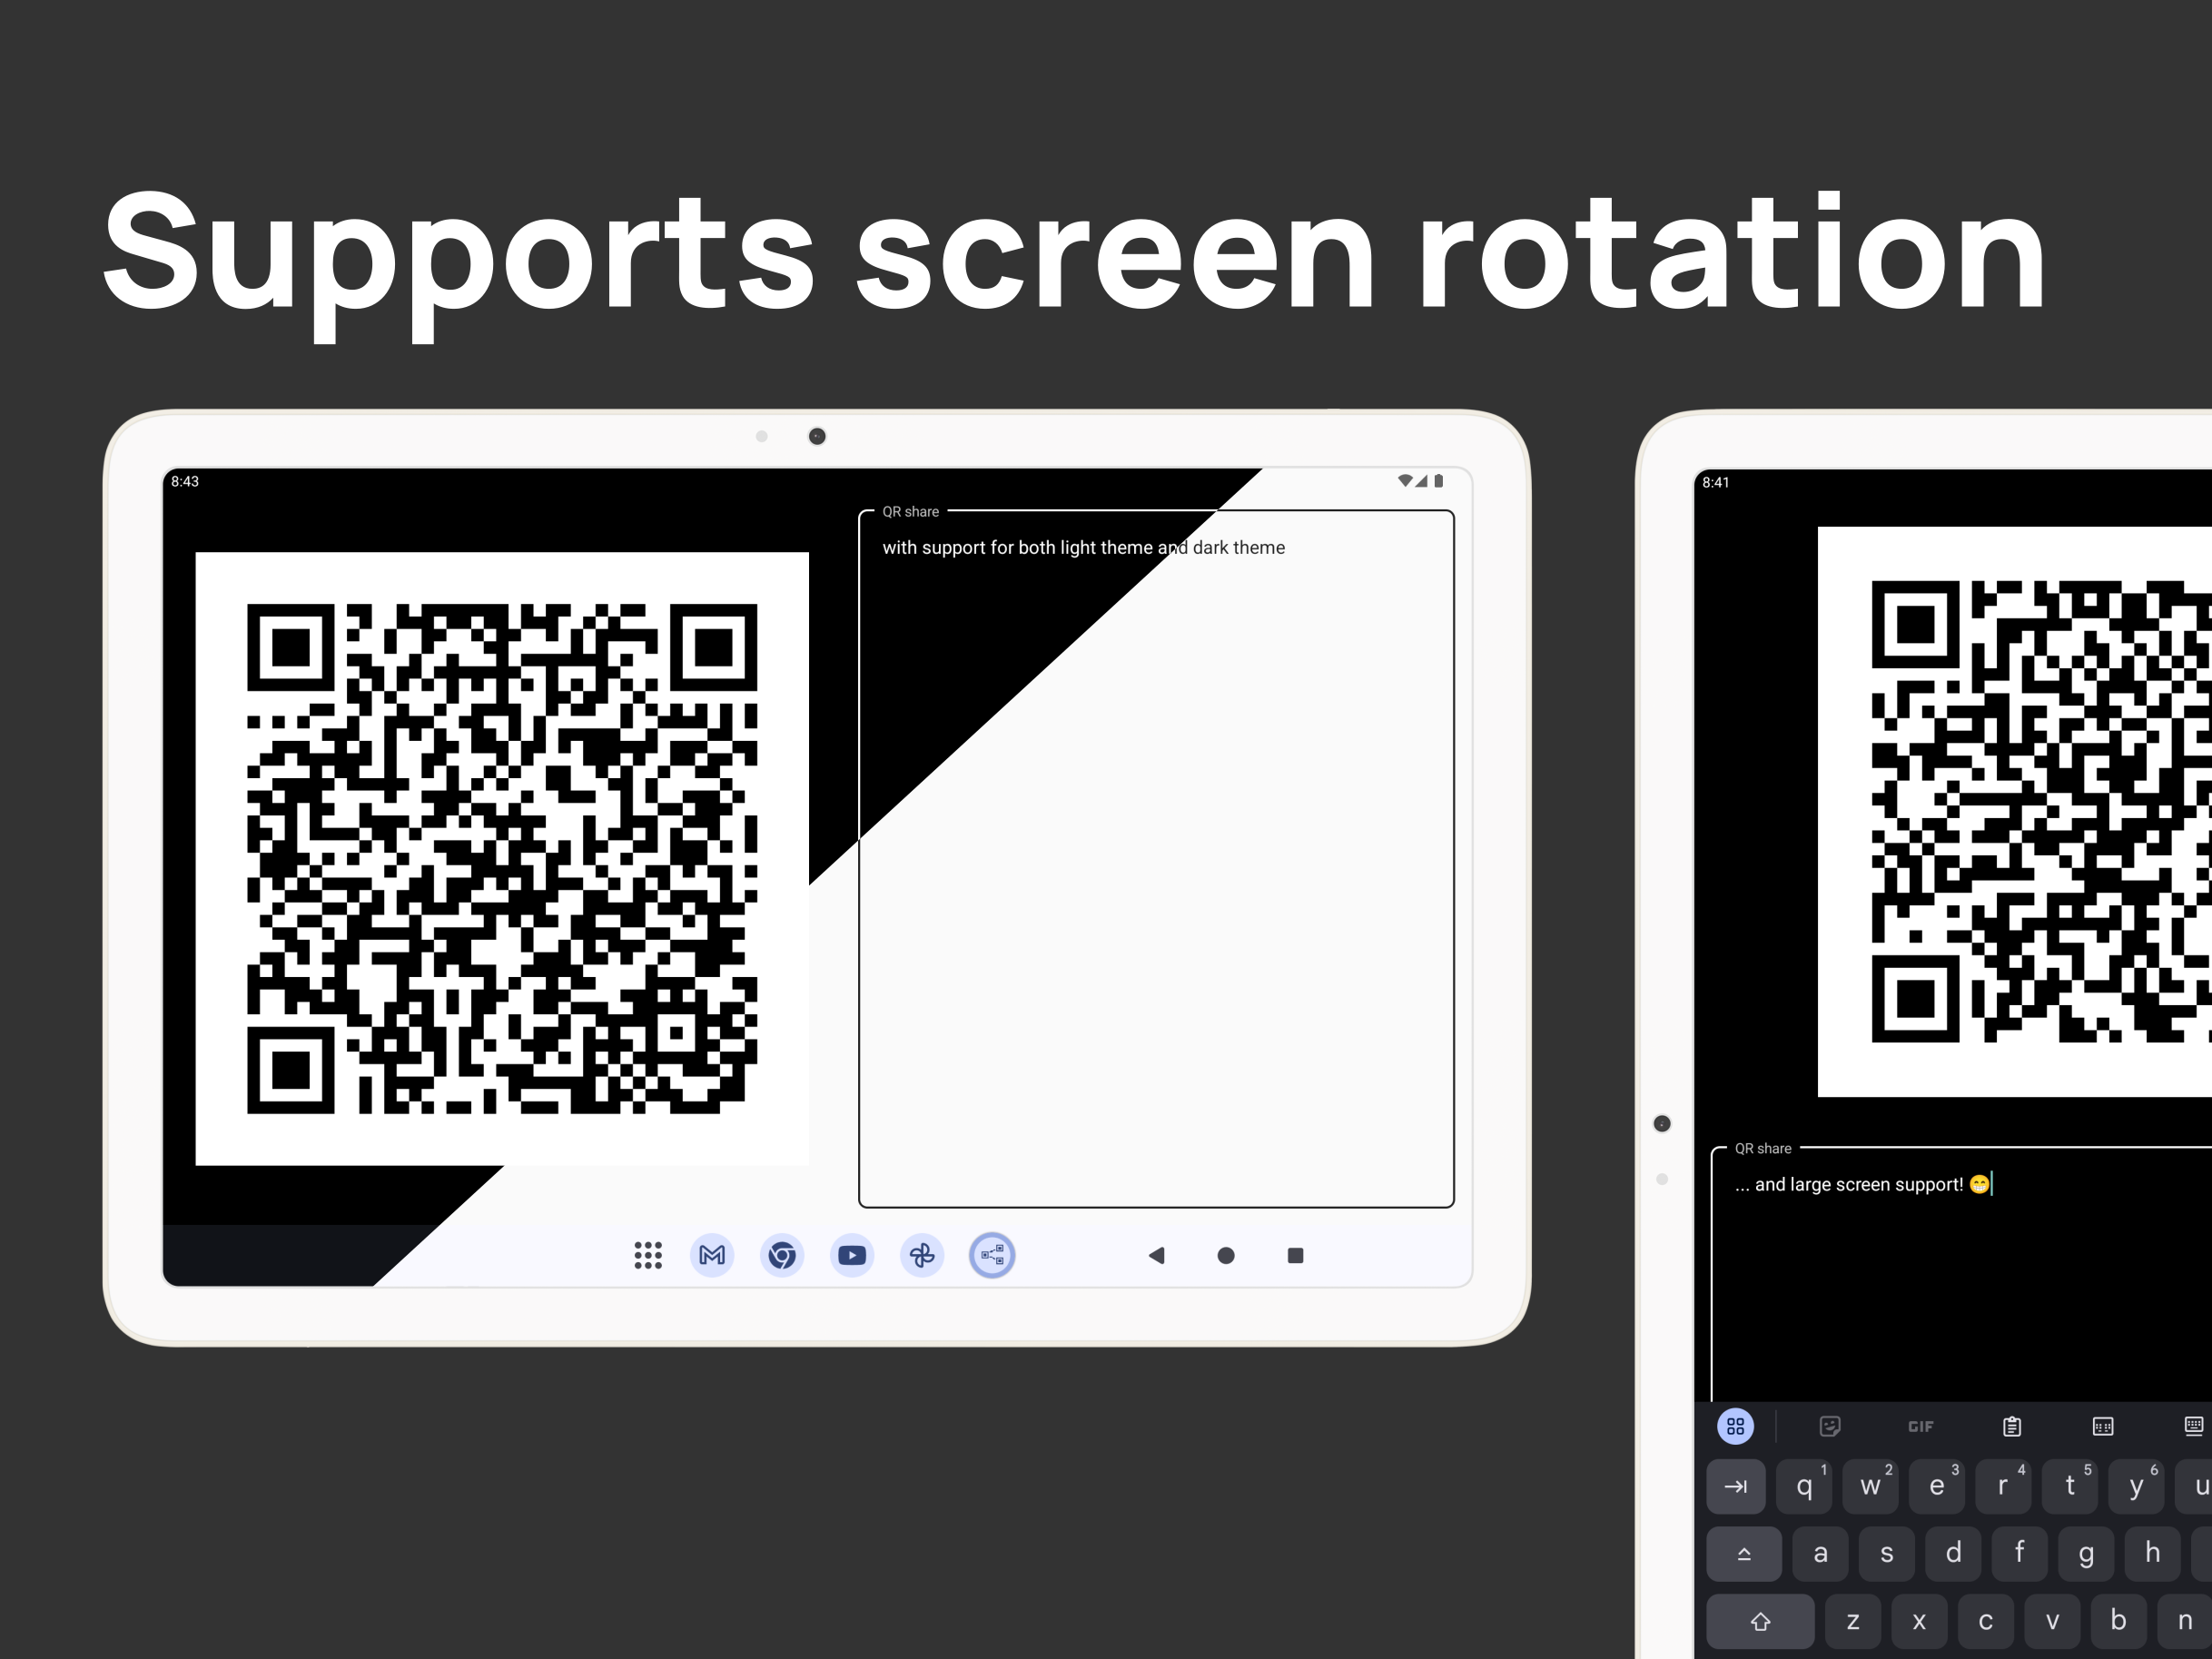 Supports screen rotation
8:43
QR share
with support for both light theme and dark theme
8:41
QR share
... and large screen support! 😁
GIF
q 1 w 2 e 3 r 4 t 5 y 6 u
a s d f g h
z x c v b n